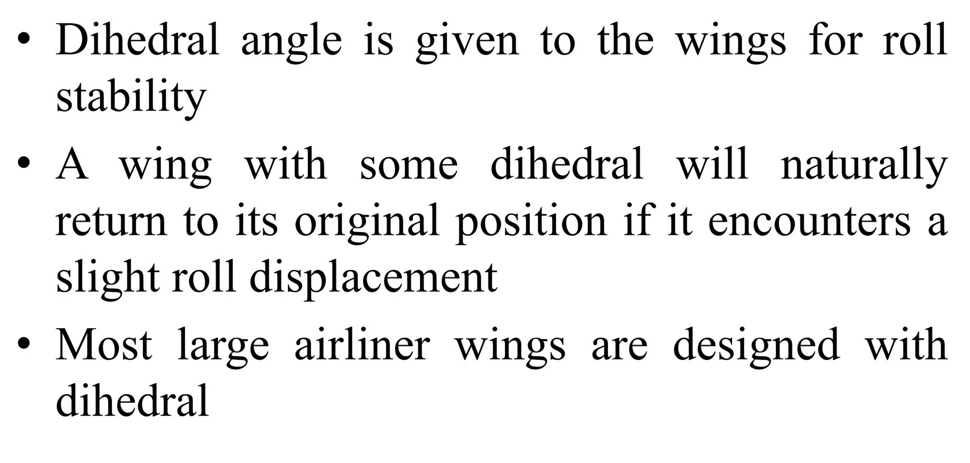 • Dihedral angle is given to the wings for roll
stability
• A wing with some dihedral will naturally
return to its original position if it encounters a
slight roll displacement
• Most large airliner wings are designed with
dihedral